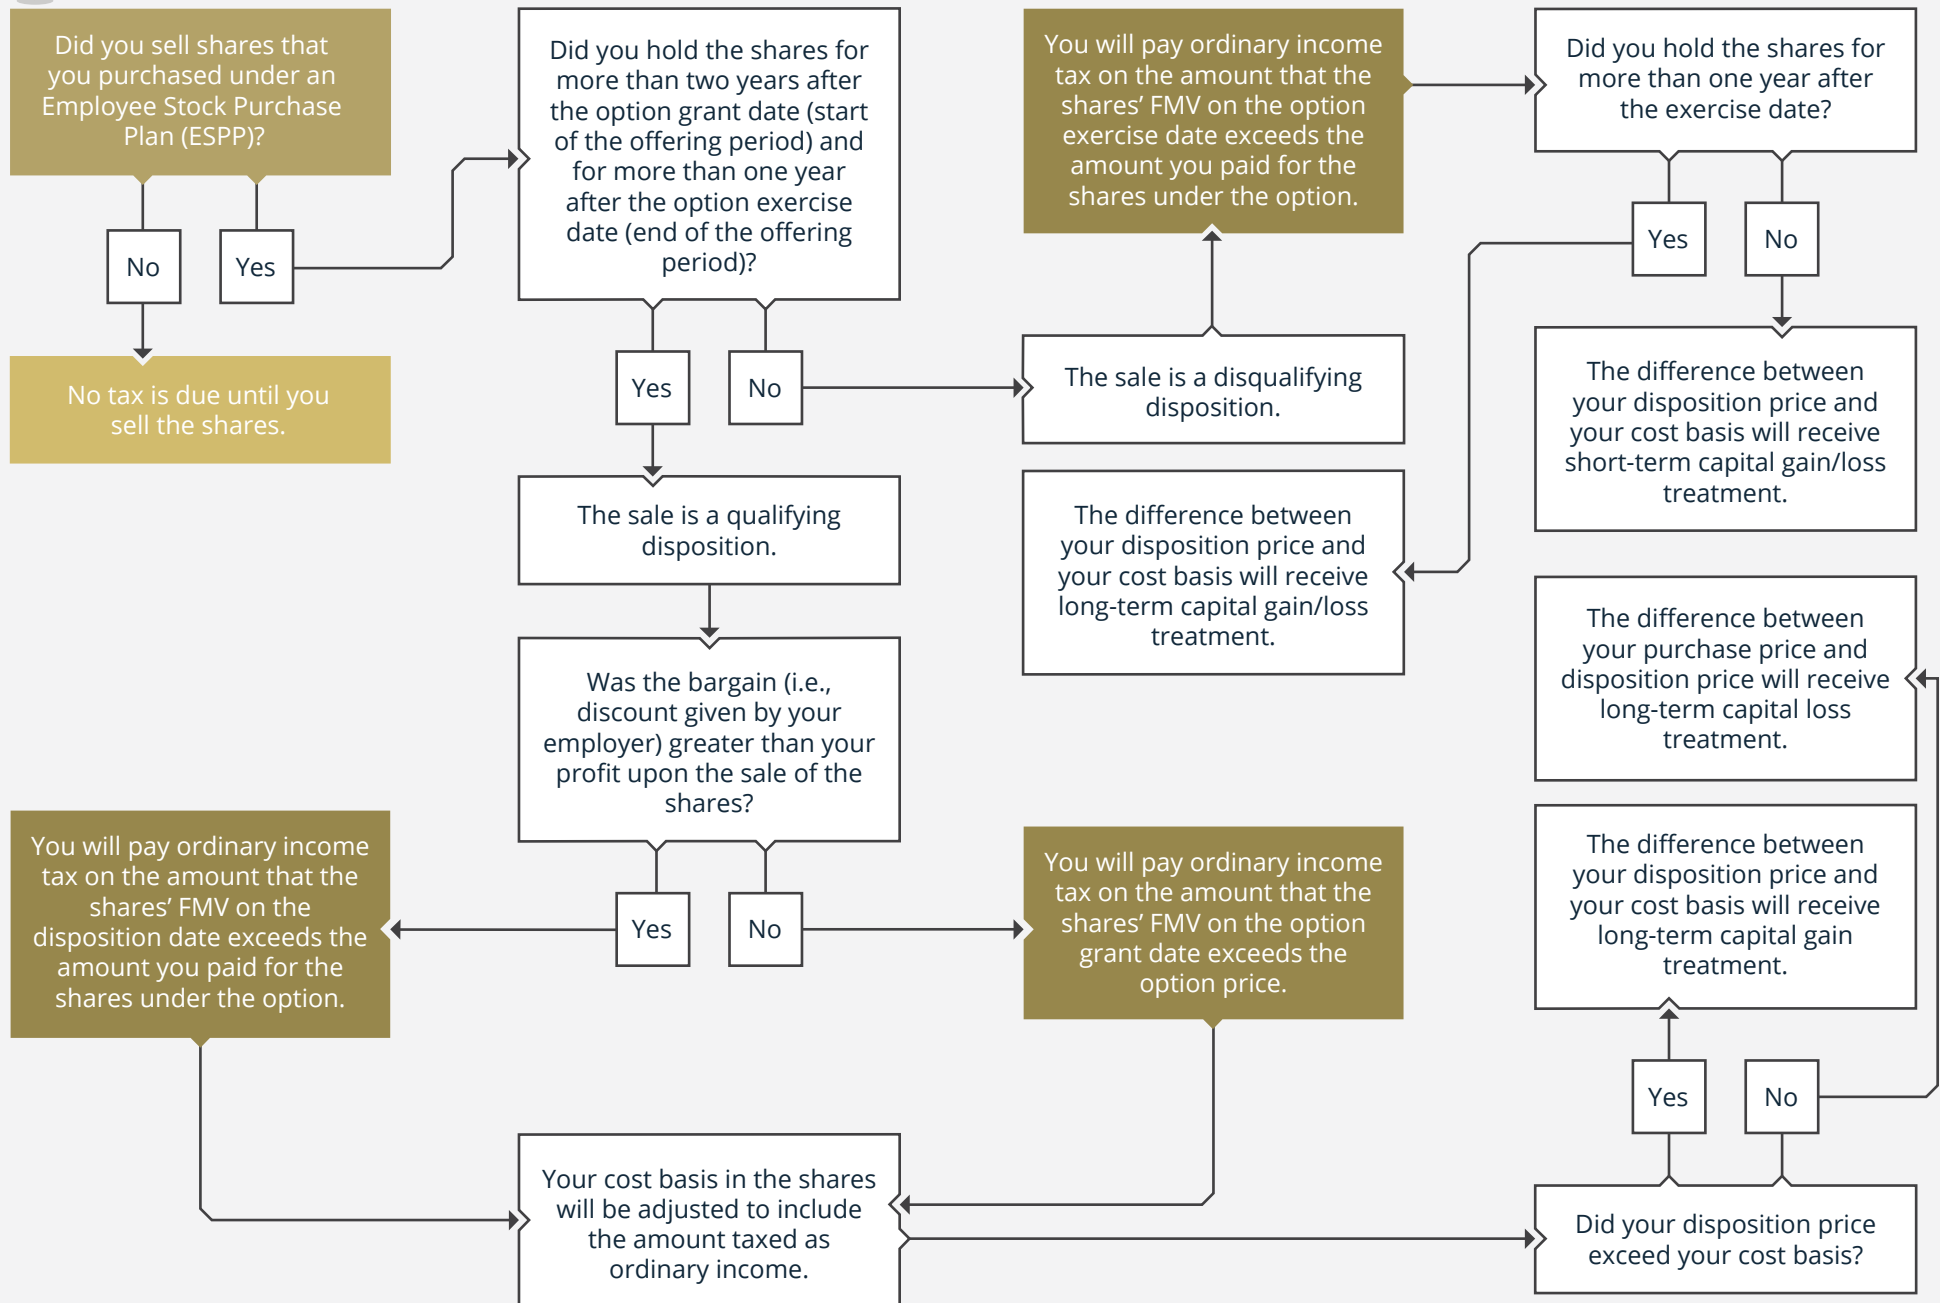 Did you sell shares that
you purchased under an
Employee Stock Purchase
Plan (ESPP)?
No
Yes
No tax is due until you
sell the shares.
Did you hold the shares for
more than two years after
the option grant date (start
of the offering period) and
for more than one year
after the option exercise
date (end of the offering
period)?
Yes
No
The sale is a disqualifying
disposition.
You will pay ordinary income
tax on the amount that the
shares’ FMV on the option
exercise date exceeds the
amount you paid for the
shares under the option.
Did you hold the shares for
more than one year after
the exercise date?
Yes
No
The difference between
your disposition price and
your cost basis will receive
short-term capital gain/loss
treatment.
The difference between
your disposition price and
your cost basis will receive
long-term capital gain/loss
treatment.
The sale is a qualifying
disposition.
Was the bargain (i.e.,
discount given by your
employer) greater than your
profit upon the sale of the
shares?
Yes
No
You will pay ordinary income
tax on the amount that the
shares’ FMV on the
disposition date exceeds the
amount you paid for the
shares under the option.
You will pay ordinary income
tax on the amount that the
shares’ FMV on the option
grant date exceeds the
option price.
Your cost basis in the shares
will be adjusted to include
the amount taxed as
ordinary income.
Did your disposition price
exceed your cost basis?
Yes
No
The difference between
your disposition price and
your cost basis will receive
long-term capital gain
treatment.
The difference between
your purchase price and
disposition price will receive
long-term capital loss
treatment.